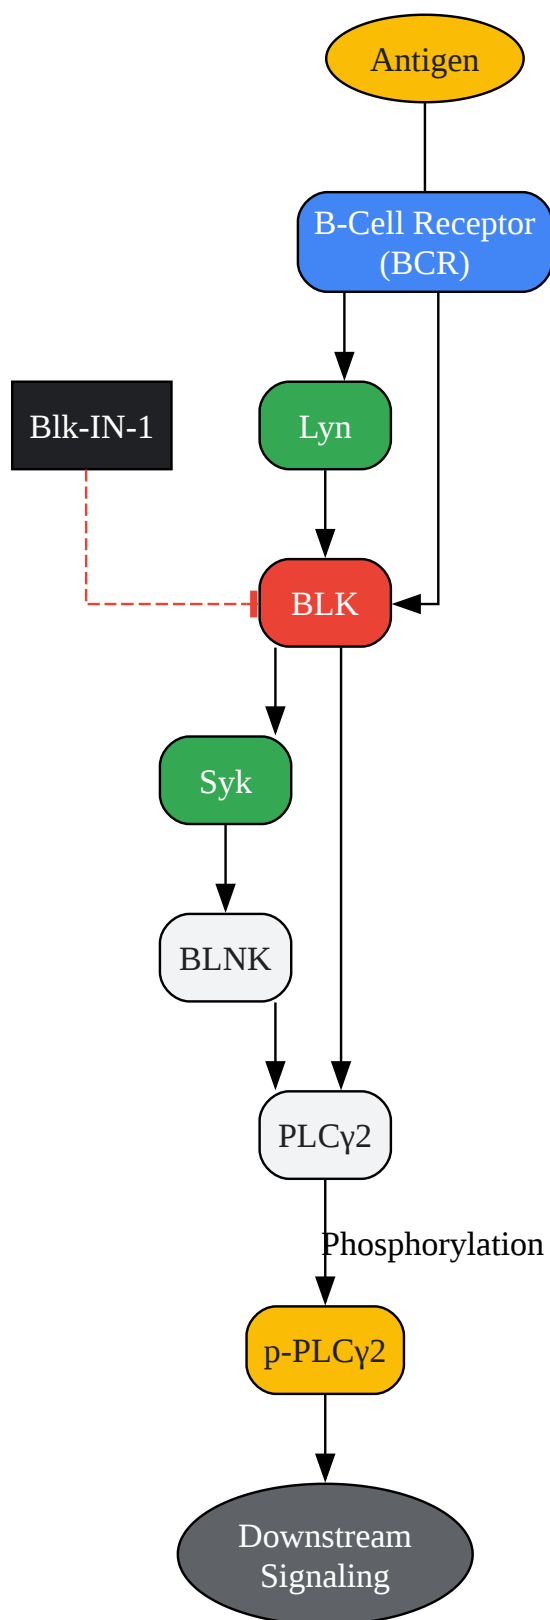 Antigen
B-Cell Receptor
(BCR)
Blk-IN-1
Lyn
BLK
Syk
BLNK
PLCγ2
Phosphorylation
p-PLCγ2
Downstream
Signaling